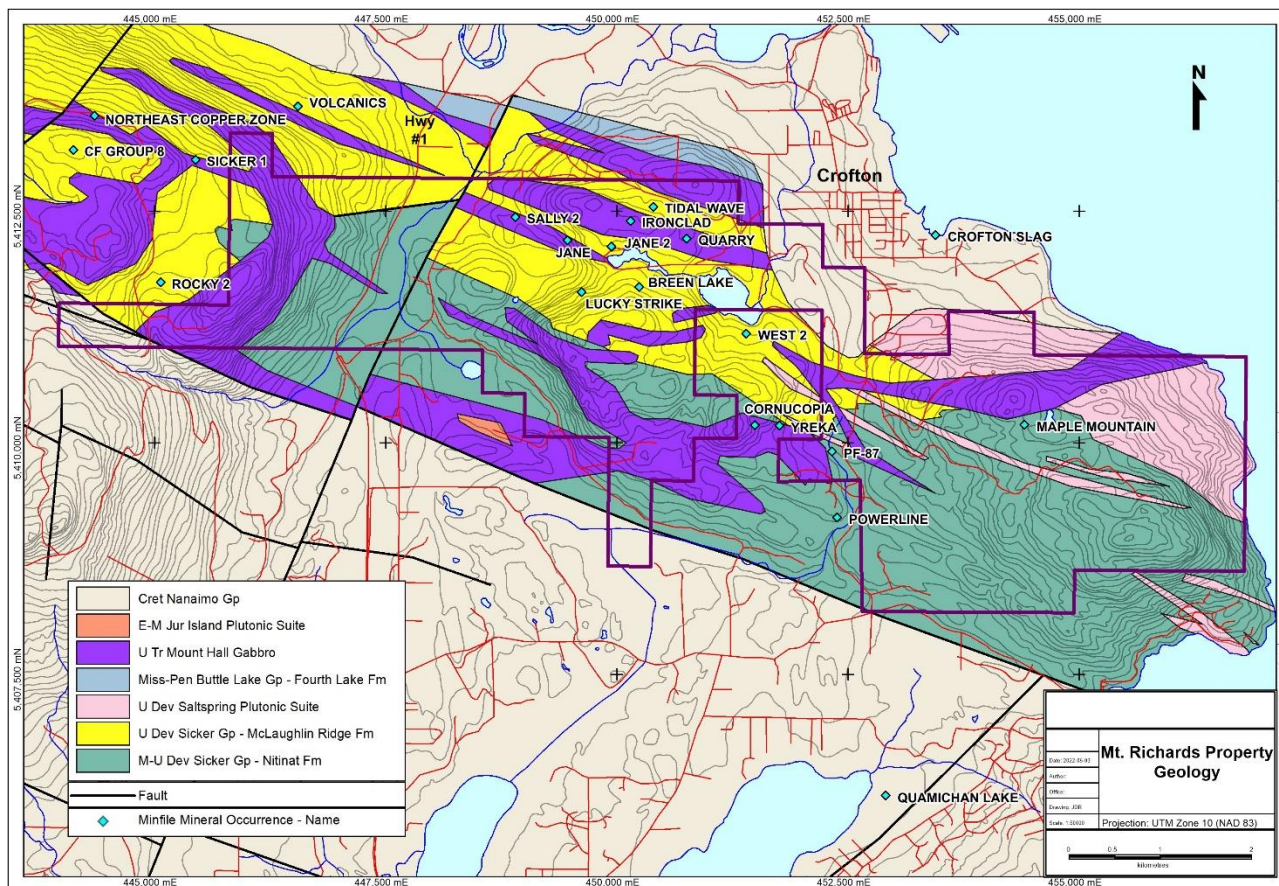 445,000 mE
447,500 mE
450,000 mE
452,500 mE
455,000 mE
5,412,500 mN
5,410,000 mN
5,407,500 mN
N
VOLCANICS
NORTHEAST COPPER ZONE
Hwy
#1
CF GROUP 8
SICKER 1
Crofton
TIDAL WAVE
SALLY 2
IRONCLAD
CROFTON SLAG
JANE
JANE 2
QUARRY
ROCKY 2
BREEN LAKE
LUCKY STRIKE
WEST 2
CORNUCOPIA
YREKA
MAPLE MOUNTAIN
PF-87
POWERLINE
QUAMICHAN LAKE
Cret Nanaimo Gp
E-M Jur Island Plutonic Suite
U Tr Mount Hall Gabbro
Miss-Pen Buttle Lake Gp - Fourth Lake Fm
U Dev Saltspring Plutonic Suite
U Dev Sicker Gp - McLaughlin Ridge Fm
M-U Dev Sicker Gp - Nitinat Fm
Fault
Minfile Mineral Occurrence - Name
Mt. Richards Property
Geology
Author:
Office:
Drawing: JDR
Projection: UTM Zone 10 (NAD 83)
0 0.5 1 2
kilometres
445,000 mE
447,500 mE
450,000 mE
452,500 mE
455,000 mE